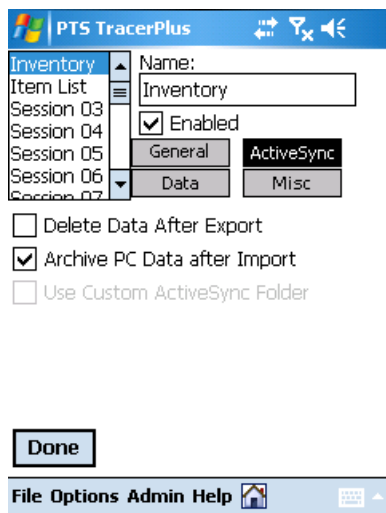 PTS TracerPlus
Inventory
Item List
Session 03
Session 04
Session 05
Session 06
Session 07
Name:
Inventory
Enabled
General
ActiveSync
Data
Misc
Delete Data After Export
Archive PC Data after Import
Use Custom ActiveSync Folder
Done
File Options Admin Help